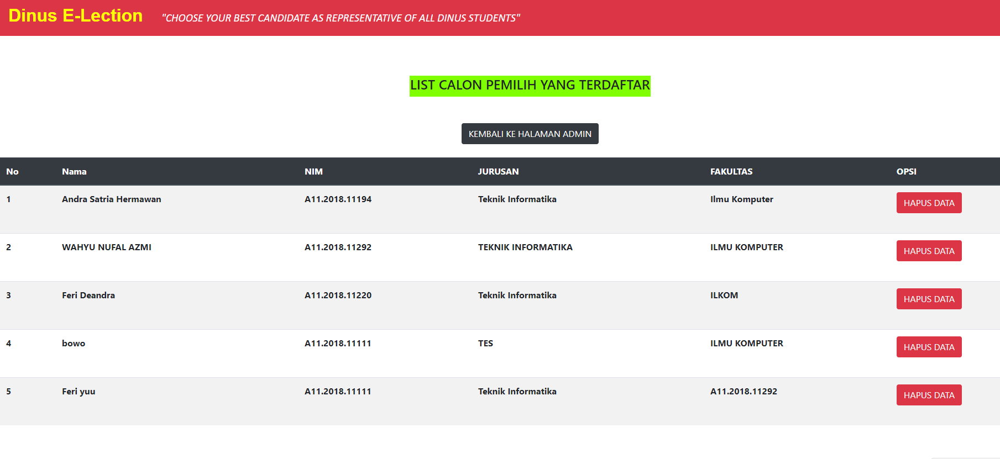 Dinus E-Lection "CHOOSE YOUR BEST CANDIDATE AS REPRESENTATIVE OF ALL DINUS STUDENTS"
LIST CALON PEMILIH YANG TERDAFTAR
KEMBALI KE HALAMAN ADMIN
No Nama NIM JURUSAN FAKULTAS OPSI
1 Andra Satria Hermawan A11.2018.11194 Teknik Informatika Ilmu Komputer HAPUS DATA
2 WAHYU NUFAL AZMI A11.2018.11292 TEKNIK INFORMATIKA ILMU KOMPUTER HAPUS DATA
3 Feri Deandra A11.2018.11220 Teknik Informatika ILKOM HAPUS DATA
4 bowo A11.2018.11111 TES ILMU KOMPUTER HAPUS DATA
5 Feri yuu A11.2018.11111 Teknik Informatika A11.2018.11292 HAPUS DATA